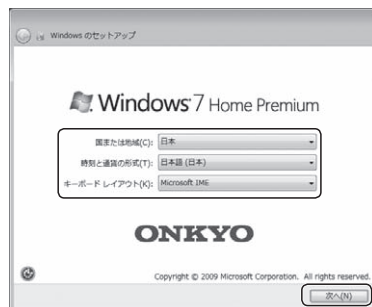 Windows のセットアップ
Windows 7 Home Premium
国または地域(C): 日本
時刻と通貨の形式(T): 日本語 (日本)
キーボード レイアウト(K): Microsoft IME
ONKYO
Copyright © 2009 Microsoft Corporation. All rights reserved.
次へ(N)